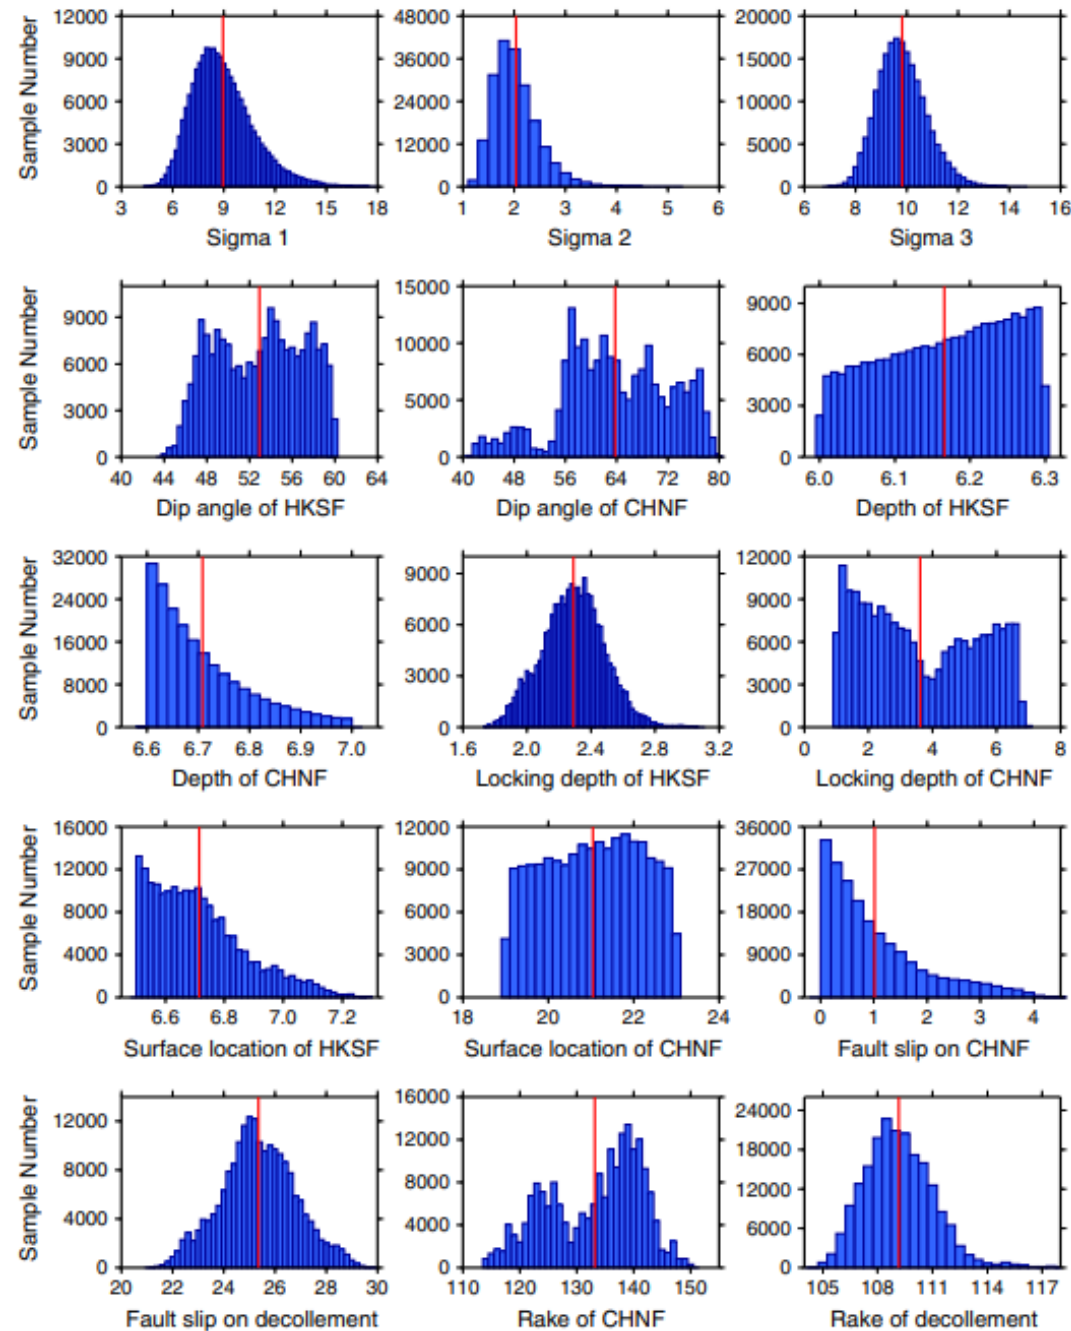 12000 48000 20000
9000 36000 15000
6000 24000 10000
3000 12000 5000
0 0 0
Sample Number
3 6 9 12 15 18 1 2 3 4 5 6 6 8 10 12 14 16
Sigma 1 Sigma 2 Sigma 3
15000
9000 10000 9000
6000 6000
3000 5000 3000
0 0 0
Sample Number
40 44 48 52 56 60 64 40 48 56 64 72 80 6.0 6.1 6.2 6.3
Dip angle of HKSF Dip angle of CHNF Depth of HKSF
32000 12000
24000 9000 9000
16000 6000 6000
8000 3000 3000
0 0 0
Sample Number
6.6 6.7 6.8 6.9 7.0 1.6 2.0 2.4 2.8 3.2 0 2 4 6 8
Depth of CHNF Locking depth of HKSF Locking depth of CHNF
16000 12000 36000
12000 9000 27000
8000 6000 18000
4000 3000 9000
0 0 0
Sample Number
6.6 6.8 7.0 7.2 18 20 22 24 0 1 2 3 4
Surface location of HKSF Surface location of CHNF Fault slip on CHNF
16000 24000
12000 12000 18000
8000 8000 12000
4000 4000 6000
0 0 0
Sample Number
20 22 24 26 28 30 110 120 130 140 150 105 108 111 114 117
Fault slip on decollement Rake of CHNF Rake of decollement